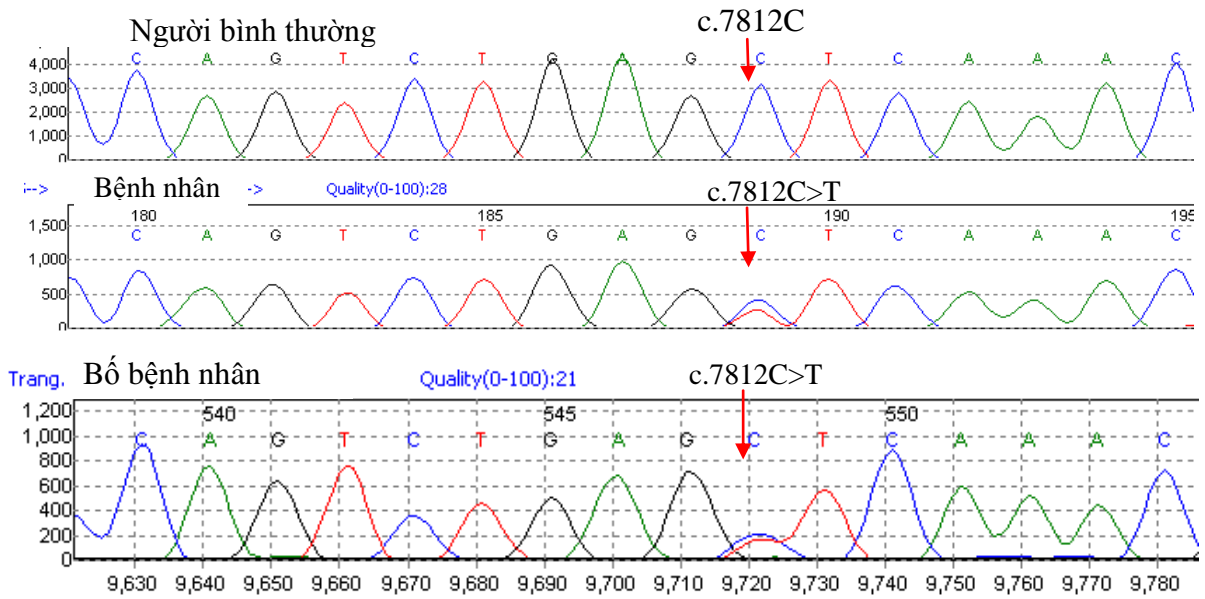 Người bình thường
c.7812C
C A G T C T G A G C T C A A A C
4,000
3,000
2,000
1,000
0
--> Bệnh nhân -> Quality(0-100):28
c.7812C>T
180 185 190 195
1,500
C A G T C T G A G C T C A A A C
1,000
500
0
Trang. Bố bệnh nhân Quality(0-100):21 c.7812C>T
1,200
540 545 550
1,000
C A G T C T G A G C T C A A A C
800
600
400
200
0
9,630 9,640 9,650 9,660 9,670 9,680 9,690 9,700 9,710 9,720 9,730 9,740 9,750 9,760 9,770 9,780